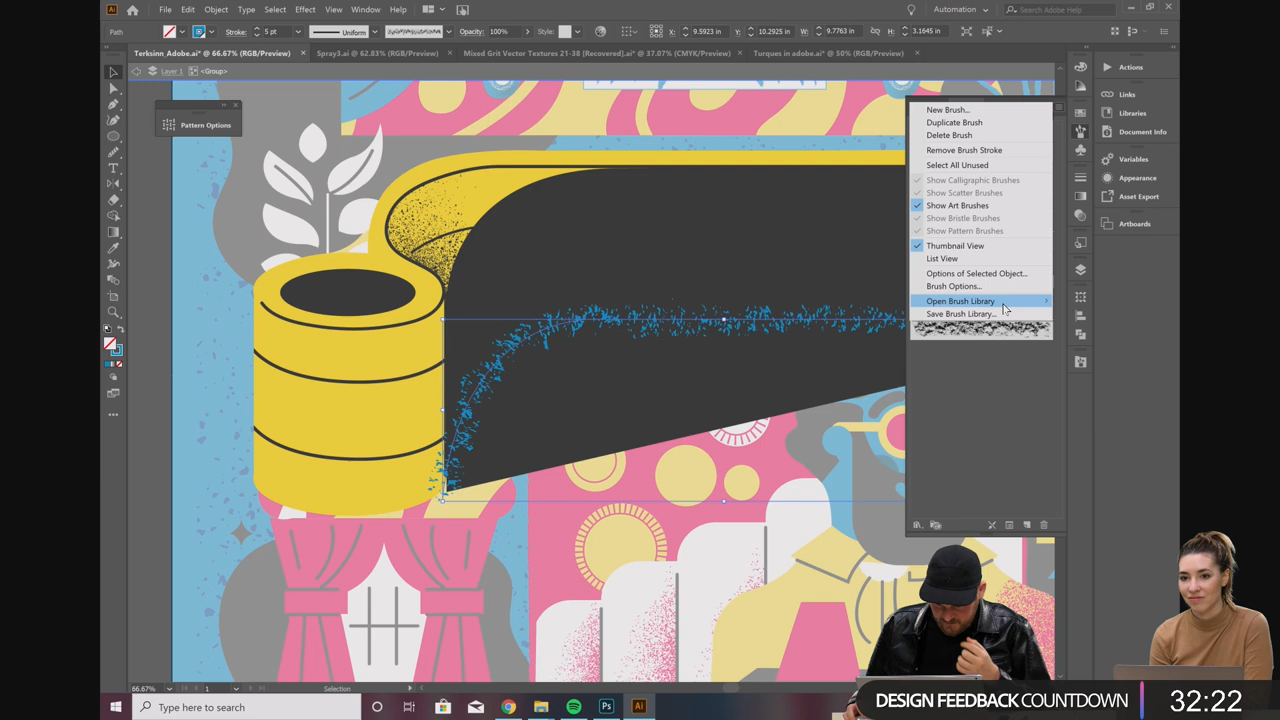 Ai File Edit Object Type Select Effect View Window Help Automation Search Adobe Help
Stroke: 5 pt Uniform Opacity: 100% Style: X: 9.5923 in Y: 10.2925 in W: 9.7763 in H: 3.1645 in
Terksinn_Adobe.ai* @ 66.67% (RGB/Preview) × Spray3.ai @ 62.83% (RGB/Preview) × Mixed Grit Vector Textures 21-38 [Recovered].ai* @ 37.07% (CMYK/Preview) × Turques in adobe.ai* @ 50% (RGB/Preview) ×
Layer 1 <Group>
Pattern Options
New Brush...
Duplicate Brush
Delete Brush
Remove Brush Stroke
Select All Unused
Show Calligraphic Brushes
Show Scatter Brushes
Show Art Brushes
Show Bristle Brushes
Show Pattern Brushes
Thumbnail View
List View
Options of Selected Object...
Brush Options...
Open Brush Library
Save Brush Library...
Actions
Links
Libraries
Document Info
Variables
Appearance
Asset Export
Artboards
66.67% 1 Selection
Type here to search
Ps Ai
DESIGN FEEDBACK COUNTDOWN 32:22